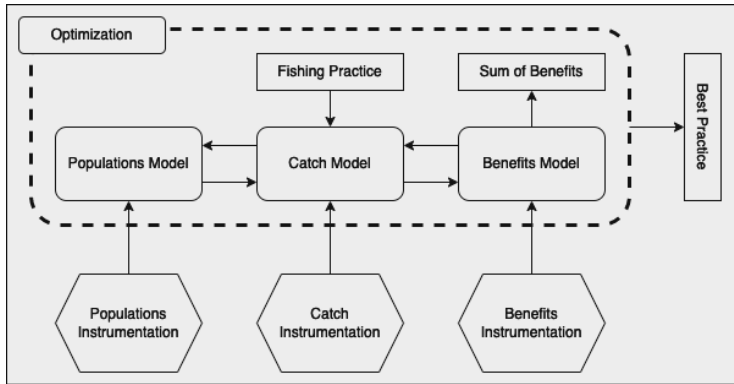 Optimization
Fishing Practice
Sum of Benefits
Best Practice
Populations Model
Catch Model
Benefits Model
Populations
Instrumentation
Catch
Instrumentation
Benefits
Instrumentation